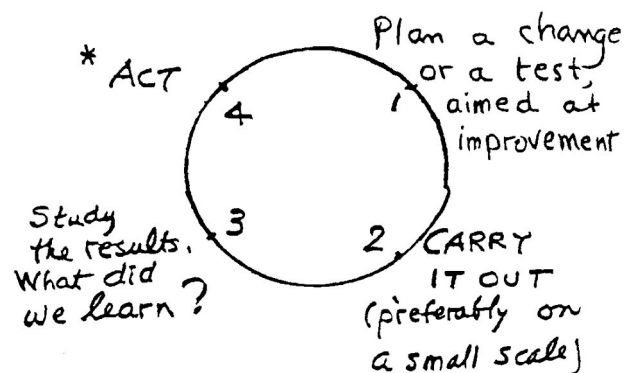 Plan a change
or a test,
aimed at
improvement
1
2 CARRY
IT OUT
(preferably on
a small scale)
3
Study
the results.
What did
we learn?
4
* ACT